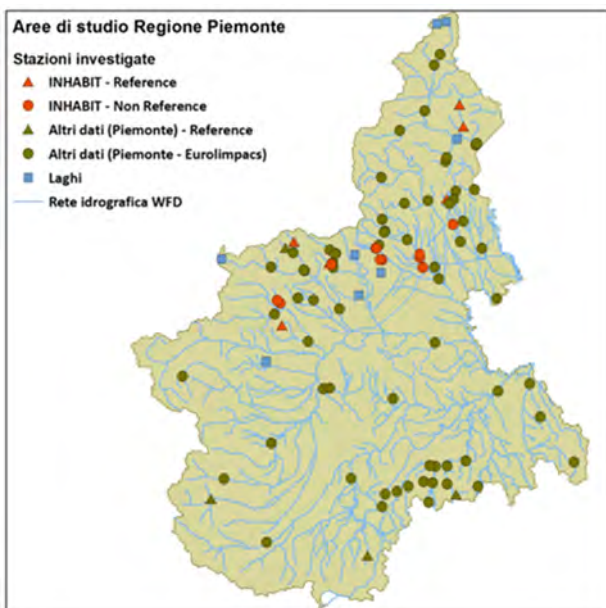 Aree di studio Regione Piemonte
Stazioni investigate
INHABIT - Reference
INHABIT - Non Reference
Altri dati (Piemonte) - Reference
Altri dati (Piemonte - Eurolimpacs)
Laghi
Rete idrografica WFD